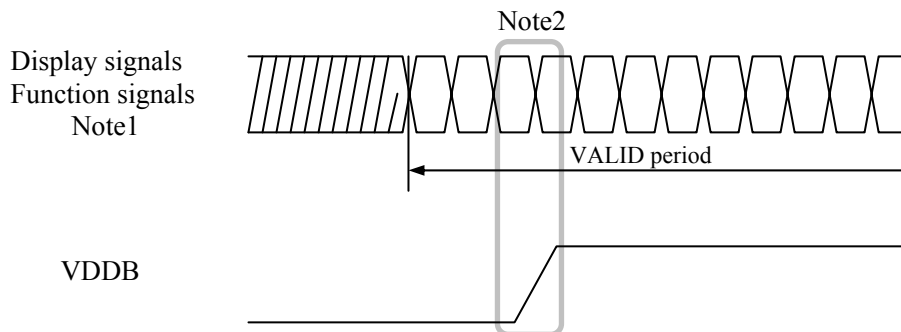 Note2
Display signals
Function signals
Note1
VALID period
VDDB